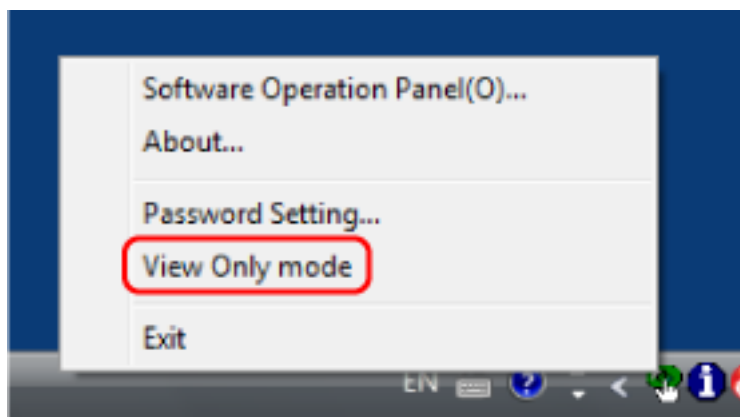 Software Operation Panel(O)...
About...
Password Setting...
View Only mode
Exit
EN